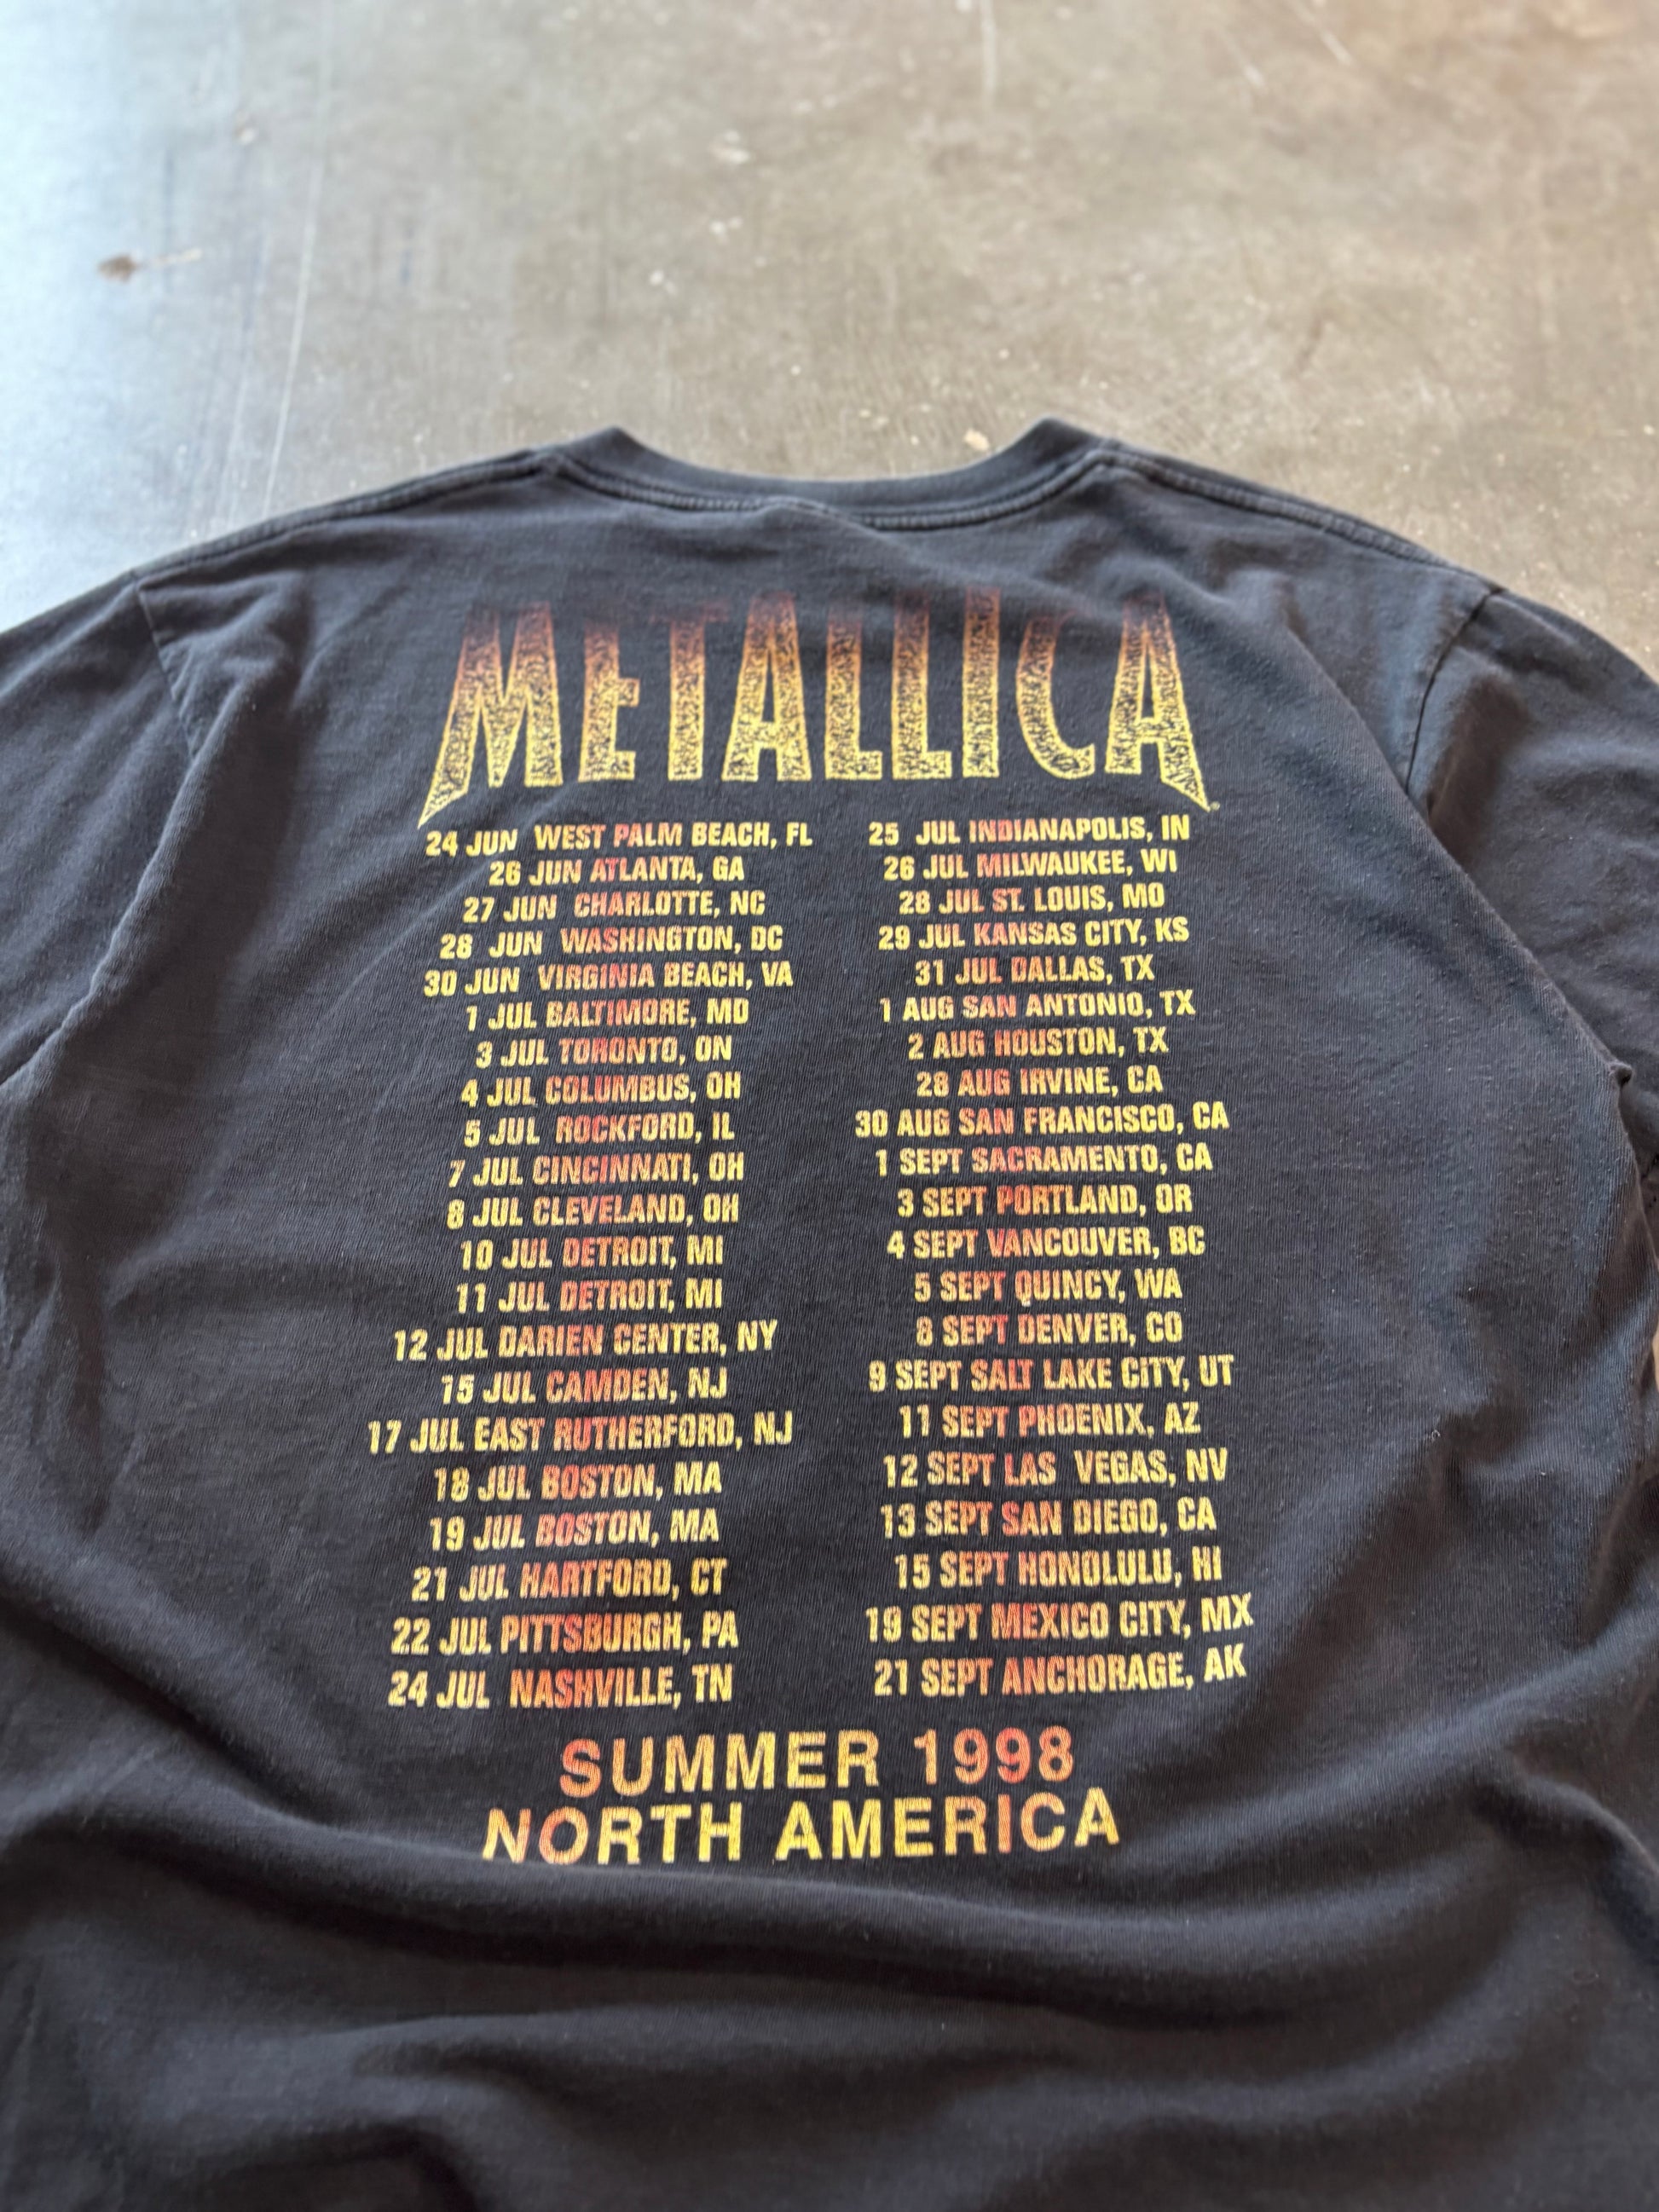 METALLICA
24 JUN WEST PALM BEACH, FL
26 JUN ATLANTA, GA
27 JUN CHARLOTTE, NC
28 JUN WASHINGTON, DC
30 JUN VIRGINIA BEACH, VA
1 JUL BALTIMORE, MD
3 JUL TORONTO, ON
4 JUL COLUMBUS, OH
5 JUL ROCKFORD, IL
7 JUL CINCINNATI, OH
8 JUL CLEVELAND, OH
10 JUL DETROIT, MI
11 JUL DETROIT, MI
12 JUL DARIEN CENTER, NY
15 JUL CAMDEN, NJ
17 JUL EAST RUTHERFORD, NJ
18 JUL BOSTON, MA
19 JUL BOSTON, MA
21 JUL HARTFORD, CT
22 JUL PITTSBURGH, PA
24 JUL NASHVILLE, TN
25 JUL INDIANAPOLIS, IN
26 JUL MILWAUKEE, WI
28 JUL ST. LOUIS, MO
29 JUL KANSAS CITY, KS
31 JUL DALLAS, TX
1 AUG SAN ANTONIO, TX
2 AUG HOUSTON, TX
28 AUG IRVINE, CA
30 AUG SAN FRANCISCO, CA
1 SEPT SACRAMENTO, CA
3 SEPT PORTLAND, OR
4 SEPT VANCOUVER, BC
5 SEPT QUINCY, WA
8 SEPT DENVER, CO
9 SEPT SALT LAKE CITY, UT
11 SEPT PHOENIX, AZ
12 SEPT LAS VEGAS, NV
13 SEPT SAN DIEGO, CA
15 SEPT HONOLULU, HI
19 SEPT MEXICO CITY, MX
21 SEPT ANCHORAGE, AK
SUMMER 1998
NORTH AMERICA